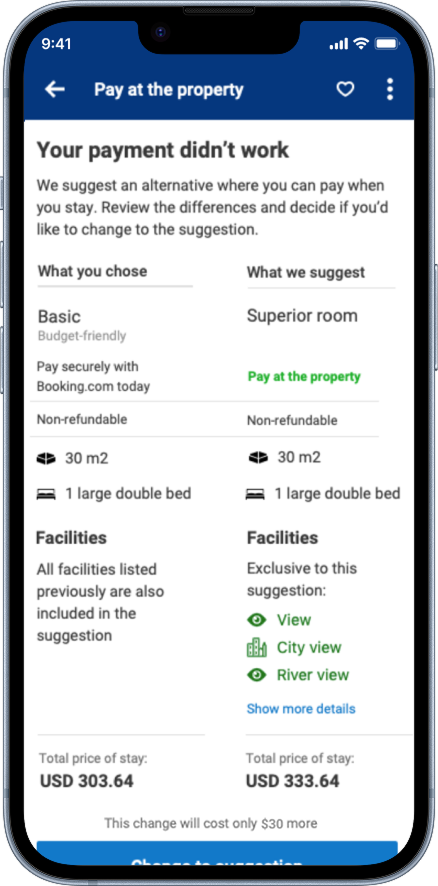 9:41
Pay at the property
Your payment didn’t work
We suggest an alternative where you can pay when
you stay. Review the differences and decide if you’d
like to change to the suggestion.
What you chose
What we suggest
Basic
Budget-friendly
Superior room
Pay securely with
Booking.com today
Pay at the property
Non-refundable
Non-refundable
30 m2
30 m2
1 large double bed
1 large double bed
Facilities
All facilities listed
previously are also
included in the
suggestion
Facilities
Exclusive to this
suggestion:
View
City view
River view
Show more details
Total price of stay:
USD 303.64
Total price of stay:
USD 333.64
This change will cost only $30 more
Change to suggestion